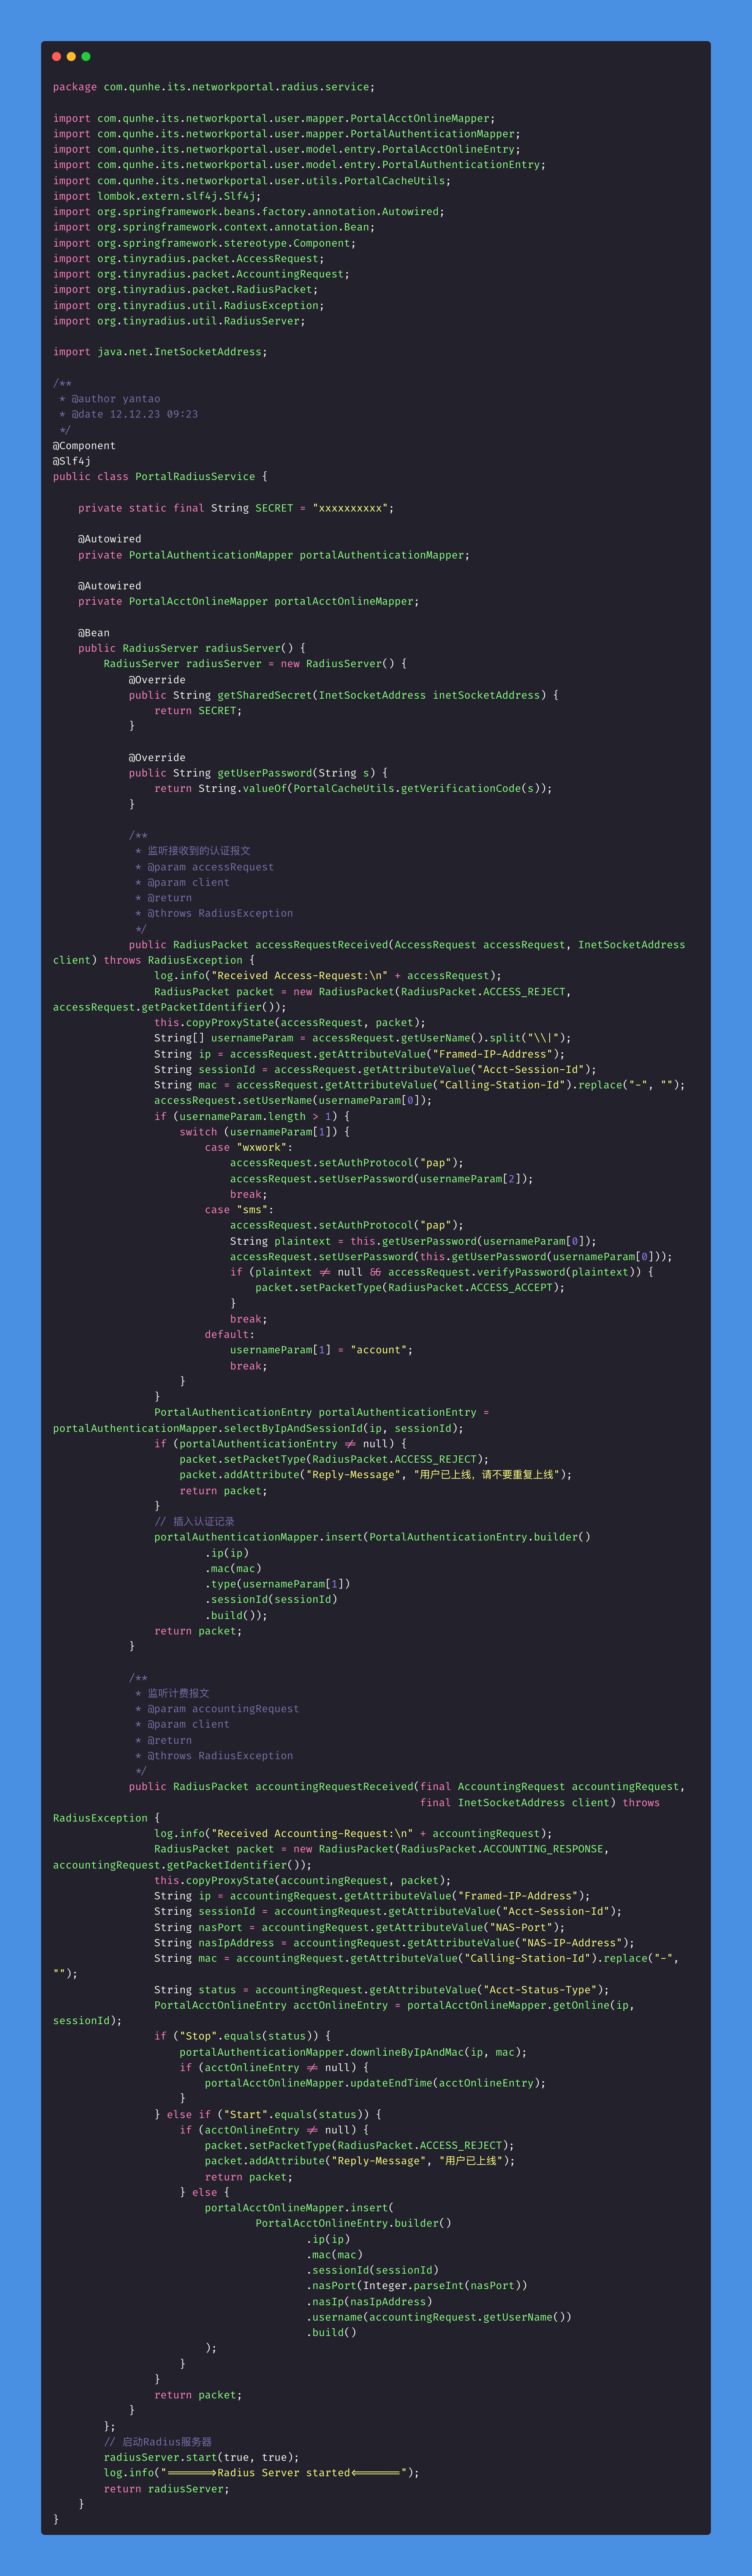 package com.qunhe.its.networkportal.radius.service;
import com.qunhe.its.networkportal.user.mapper.PortalAcctOnlineMapper;
import com.qunhe.its.networkportal.user.mapper.PortalAuthenticationMapper;
import com.qunhe.its.networkportal.user.model.entry.PortalAcctOnlineEntry;
import com.qunhe.its.networkportal.user.model.entry.PortalAuthenticationEntry;
import com.qunhe.its.networkportal.user.utils.PortalCacheUtils;
import lombok.extern.slf4j.Slf4j;
import org.springframework.beans.factory.annotation.Autowired;
import org.springframework.context.annotation.Bean;
import org.springframework.stereotype.Component;
import org.tinyradius.packet.AccessRequest;
import org.tinyradius.packet.AccountingRequest;
import org.tinyradius.packet.RadiusPacket;
import org.tinyradius.util.RadiusException;
import org.tinyradius.util.RadiusServer;
import java.net.InetSocketAddress;
/**
 * @author yantao
 * @date 12.12.23 09:23
 */
@Component
@Slf4j
public class PortalRadiusService {
    private static final String SECRET = "xxxxxxxxxx";
    @Autowired
    private PortalAuthenticationMapper portalAuthenticationMapper;
    @Autowired
    private PortalAcctOnlineMapper portalAcctOnlineMapper;
    @Bean
    public RadiusServer radiusServer() {
        RadiusServer radiusServer = new RadiusServer() {
            @Override
            public String getSharedSecret(InetSocketAddress inetSocketAddress) {
                return SECRET;
            }
            @Override
            public String getUserPassword(String s) {
                return String.valueOf(PortalCacheUtils.getVerificationCode(s));
            }
            /**
             * 监听接收到的认证报文
             * @param accessRequest
             * @param client
             * @return
             * @throws RadiusException
             */
            public RadiusPacket accessRequestReceived(AccessRequest accessRequest, InetSocketAddress
client) throws RadiusException {
                log.info("Received Access-Request:\n" + accessRequest);
                RadiusPacket packet = new RadiusPacket(RadiusPacket.ACCESS_REJECT,
accessRequest.getPacketIdentifier());
                this.copyProxyState(accessRequest, packet);
                String[] usernameParam = accessRequest.getUserName().split("\\|");
                String ip = accessRequest.getAttributeValue("Framed-IP-Address");
                String sessionId = accessRequest.getAttributeValue("Acct-Session-Id");
                String mac = accessRequest.getAttributeValue("Calling-Station-Id").replace("-", "");
                accessRequest.setUserName(usernameParam[0]);
                if (usernameParam.length > 1) {
                    switch (usernameParam[1]) {
                        case "wxwork":
                            accessRequest.setAuthProtocol("pap");
                            accessRequest.setUserPassword(usernameParam[2]);
                            break;
                        case "sms":
                            accessRequest.setAuthProtocol("pap");
                            String plaintext = this.getUserPassword(usernameParam[0]);
                            accessRequest.setUserPassword(this.getUserPassword(usernameParam[0]));
                            if (plaintext != null && accessRequest.verifyPassword(plaintext)) {
                                packet.setPacketType(RadiusPacket.ACCESS_ACCEPT);
                            }
                            break;
                        default:
                            usernameParam[1] = "account";
                            break;
                    }
                }
                PortalAuthenticationEntry portalAuthenticationEntry =
portalAuthenticationMapper.selectByIpAndSessionId(ip, sessionId);
                if (portalAuthenticationEntry != null) {
                    packet.setPacketType(RadiusPacket.ACCESS_REJECT);
                    packet.addAttribute("Reply-Message", "用户已上线，请不要重复上线");
                    return packet;
                }
                // 插入认证记录
                portalAuthenticationMapper.insert(PortalAuthenticationEntry.builder()
                        .ip(ip)
                        .mac(mac)
                        .type(usernameParam[1])
                        .sessionId(sessionId)
                        .build());
                return packet;
            }
            /**
             * 监听计费报文
             * @param accountingRequest
             * @param client
             * @return
             * @throws RadiusException
             */
            public RadiusPacket accountingRequestReceived(final AccountingRequest accountingRequest,
                                                          final InetSocketAddress client) throws
RadiusException {
                log.info("Received Accounting-Request:\n" + accountingRequest);
                RadiusPacket packet = new RadiusPacket(RadiusPacket.ACCOUNTING_RESPONSE,
accountingRequest.getPacketIdentifier());
                this.copyProxyState(accountingRequest, packet);
                String ip = accountingRequest.getAttributeValue("Framed-IP-Address");
                String sessionId = accountingRequest.getAttributeValue("Acct-Session-Id");
                String nasPort = accountingRequest.getAttributeValue("NAS-Port");
                String nasIpAddress = accountingRequest.getAttributeValue("NAS-IP-Address");
                String mac = accountingRequest.getAttributeValue("Calling-Station-Id").replace("-",
"");
                String status = accountingRequest.getAttributeValue("Acct-Status-Type");
                PortalAcctOnlineEntry acctOnlineEntry = portalAcctOnlineMapper.getOnline(ip,
sessionId);
                if ("Stop".equals(status)) {
                    portalAuthenticationMapper.downlineByIpAndMac(ip, mac);
                    if (acctOnlineEntry != null) {
                        portalAcctOnlineMapper.updateEndTime(acctOnlineEntry);
                    }
                } else if ("Start".equals(status)) {
                    if (acctOnlineEntry != null) {
                        packet.setPacketType(RadiusPacket.ACCESS_REJECT);
                        packet.addAttribute("Reply-Message", "用户已上线");
                        return packet;
                    } else {
                        portalAcctOnlineMapper.insert(
                                PortalAcctOnlineEntry.builder()
                                        .ip(ip)
                                        .mac(mac)
                                        .sessionId(sessionId)
                                        .nasPort(Integer.parseInt(nasPort))
                                        .nasIp(nasIpAddress)
                                        .username(accountingRequest.getUserName())
                                        .build()
                        );
                    }
                }
                return packet;
            }
        };
        // 启动Radius服务器
        radiusServer.start(true, true);
        log.info("=======>Radius Server started<=======");
        return radiusServer;
    }
}